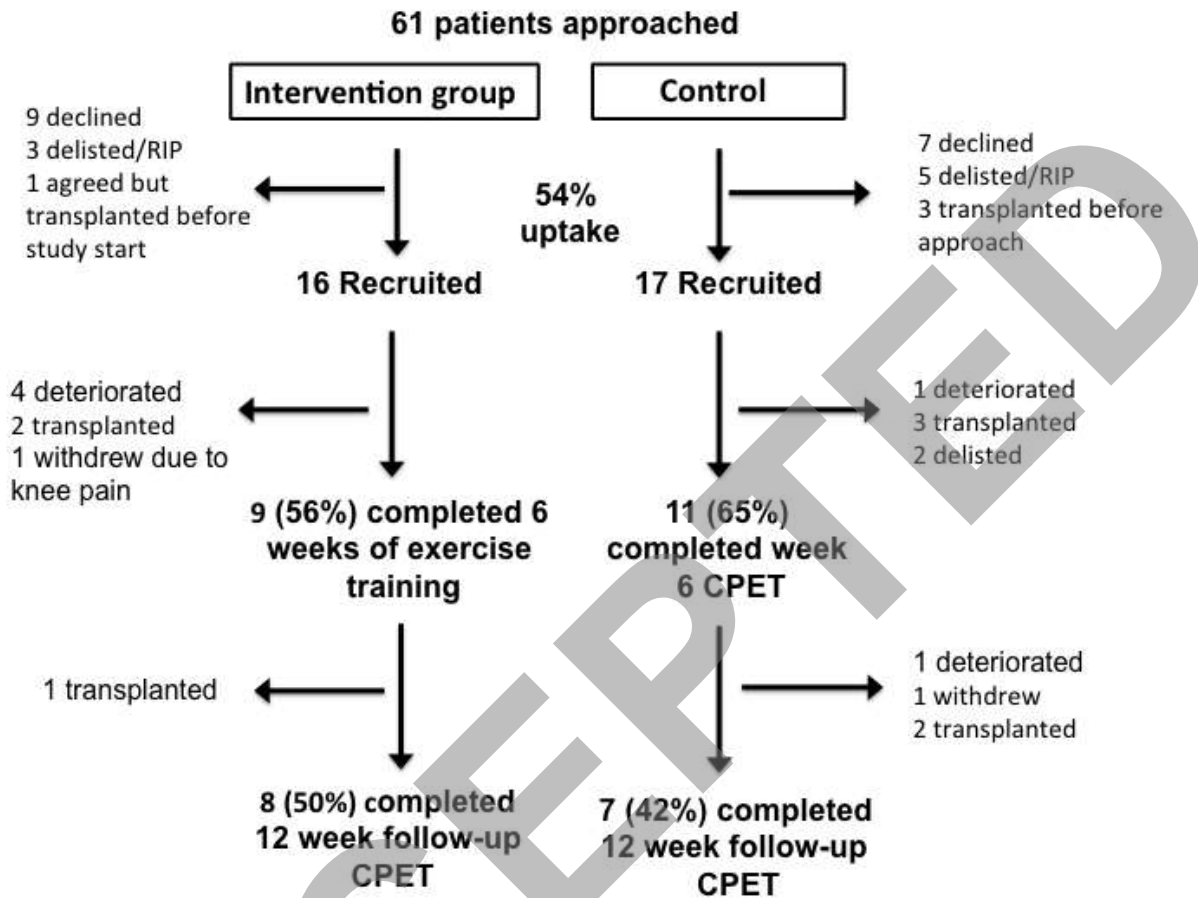 61 patients approached
Intervention group
Control
9 declined
3 delisted/RIP
1 agreed but
transplanted before
study start
54%
uptake
7 declined
5 delisted/RIP
3 transplanted before
approach
16 Recruited
17 Recruited
4 deteriorated
2 transplanted
1 withdrew due to
knee pain
1 deteriorated
3 transplanted
2 delisted
9 (56%) completed 6
weeks of exercise
training
11 (65%)
completed week
6 CPET
1 transplanted
1 deteriorated
1 withdrew
2 transplanted
8 (50%) completed
12 week follow-up
CPET
7 (42%) completed
12 week follow-up
CPET
CEPTED